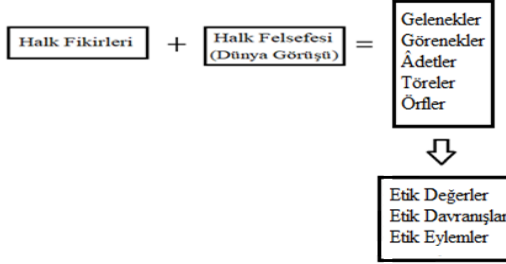 Halk Fikirleri + Halk Felsefesi = 
(Dünya Görüşü)
Gelenekler
Görenekler
Âdetler
Töreler
Örfler
Etik Değerler
Etik Davranışlar
Etik Eylemler